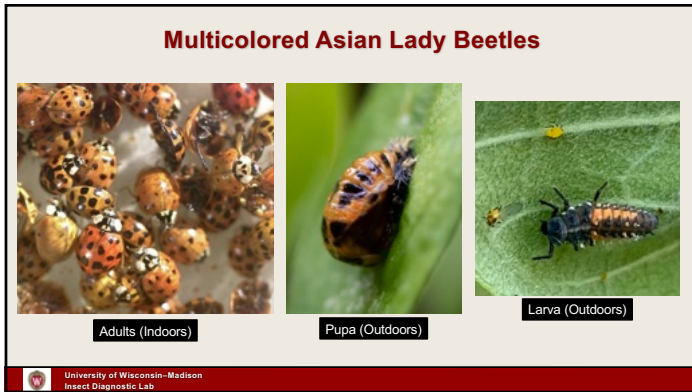 Multicolored Asian Lady Beetles
Adults (Indoors)
Pupa (Outdoors)
Larva (Outdoors)
University of Wisconsin–Madison
Insect Diagnostic Lab